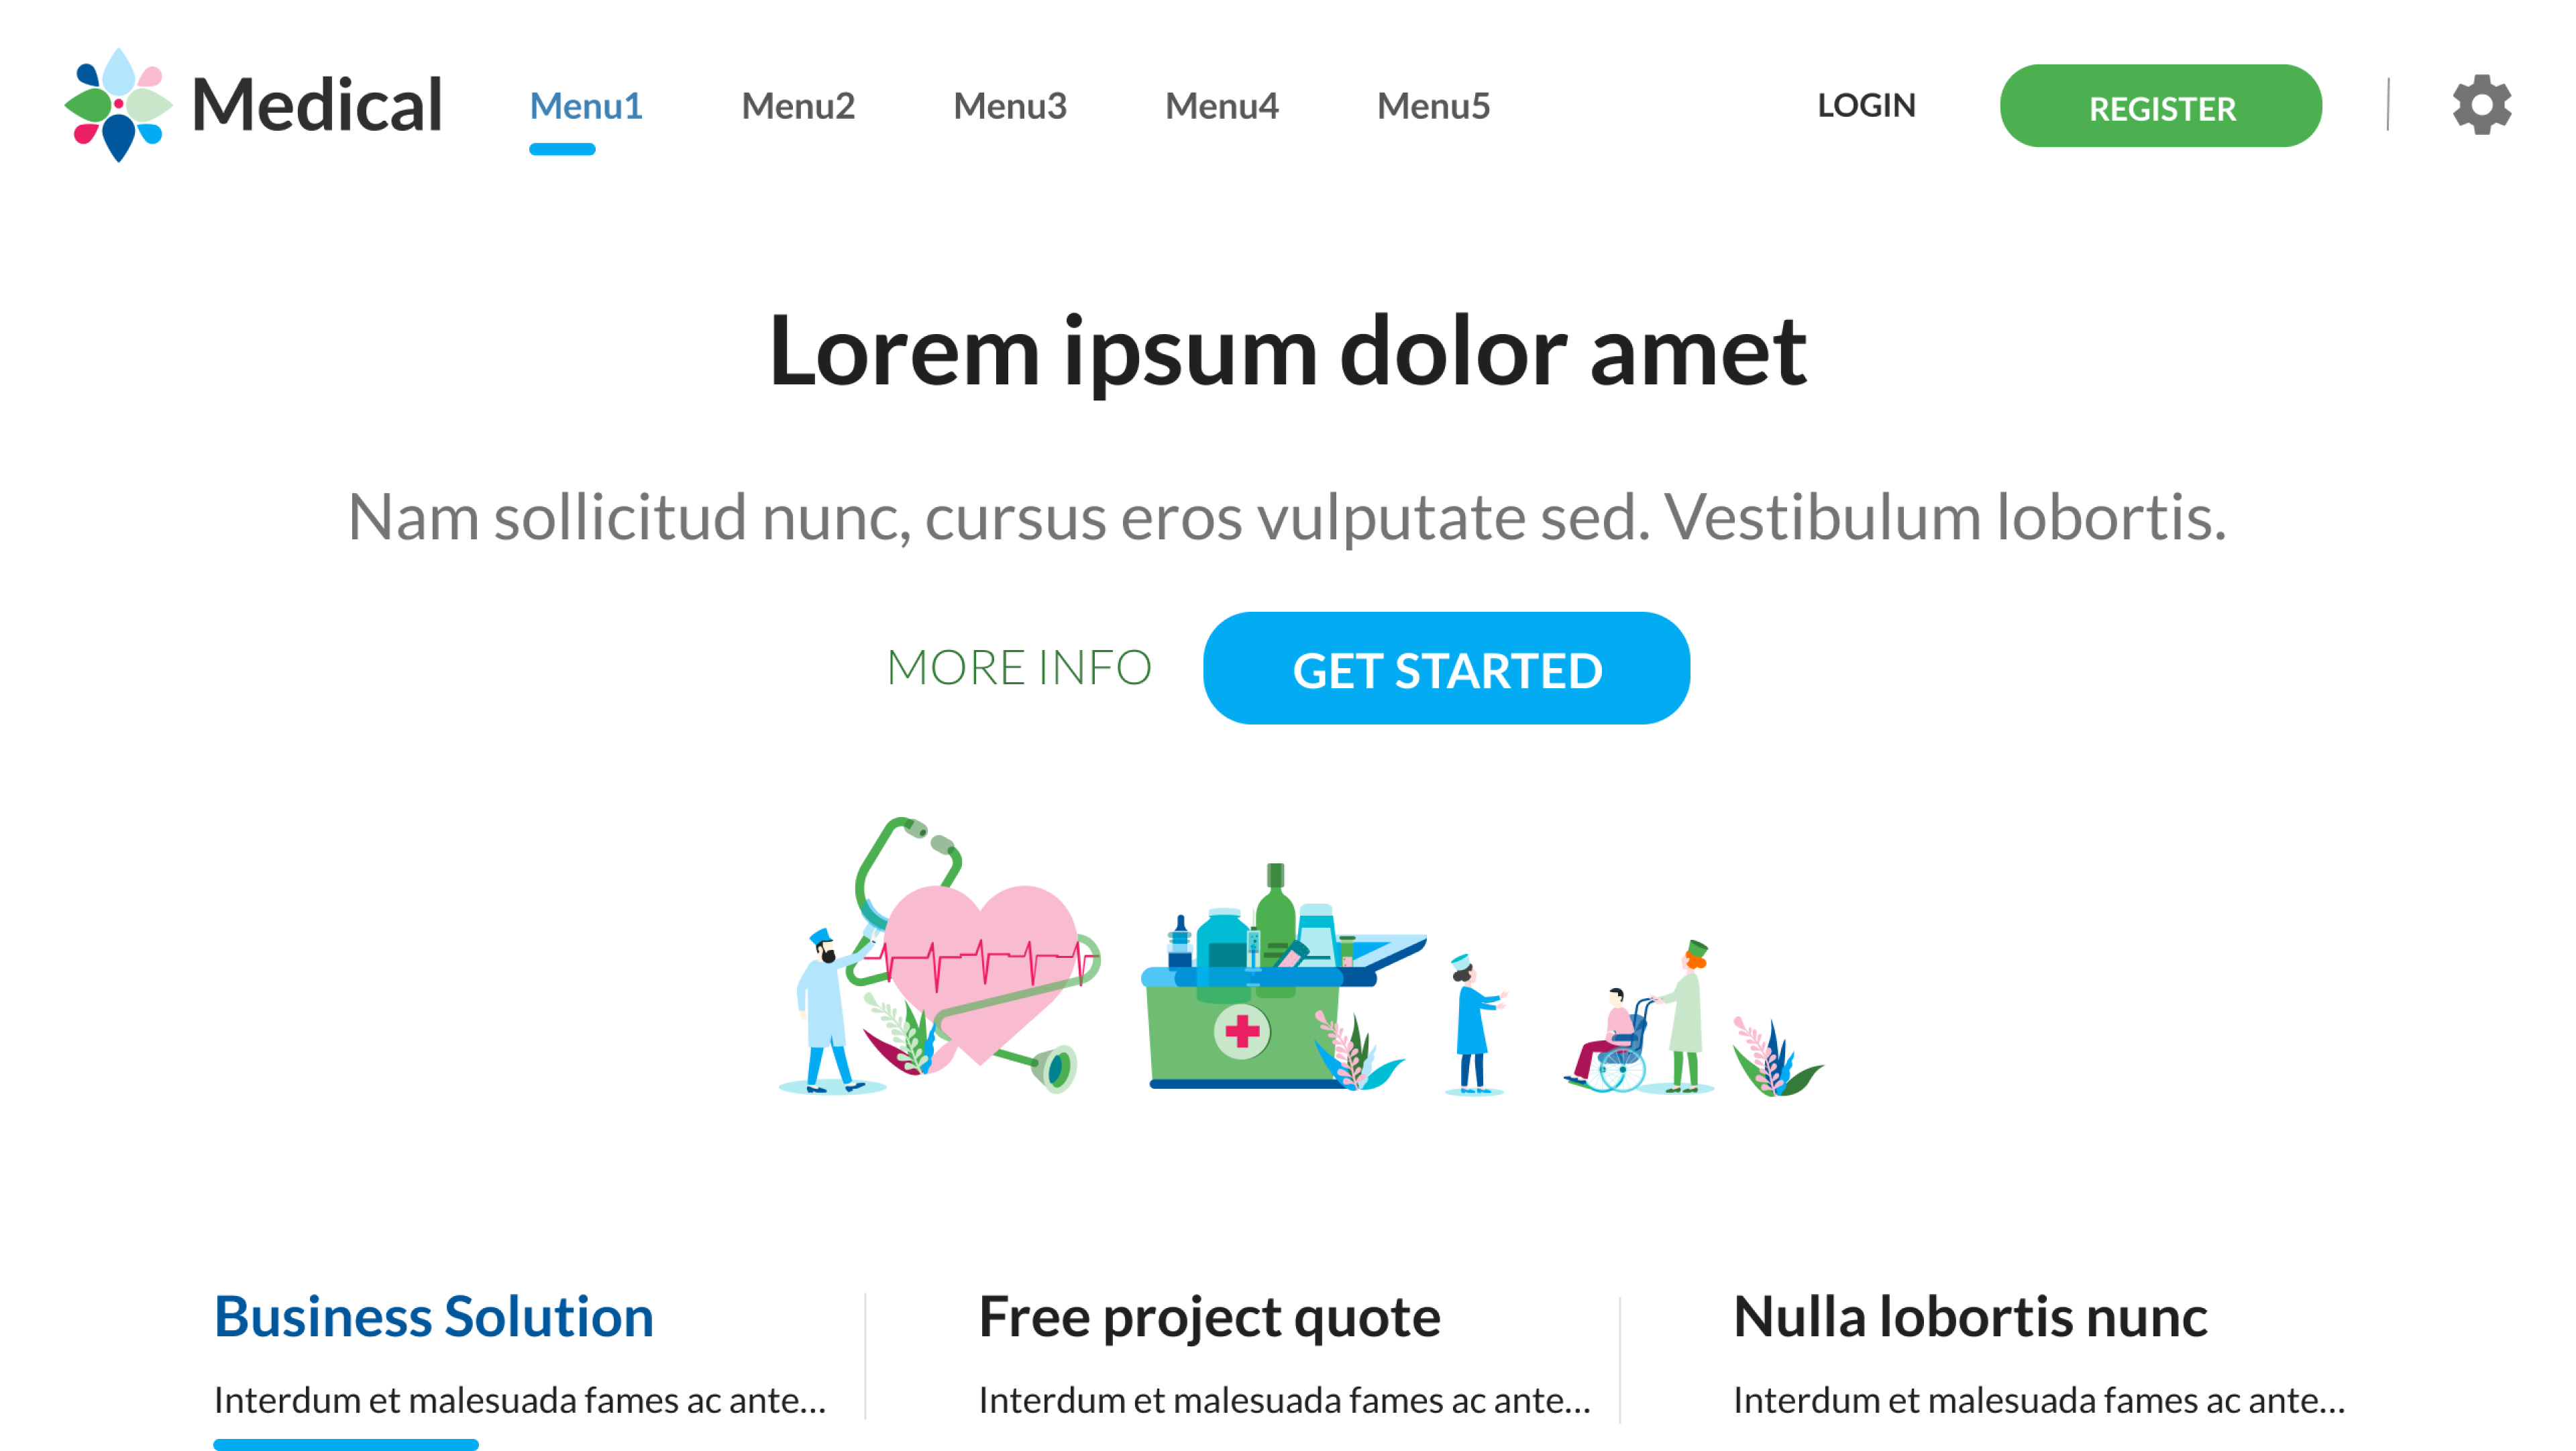 Medical
Menu1
Menu2
Menu3
Menu4
Menu5
LOGIN
REGISTER
Lorem ipsum dolor amet
Nam sollicitud nunc, cursus eros vulputate sed. Vestibulum lobortis.
MORE INFO
GET STARTED
Business Solution
Interdum et malesuada fames ac ante...
Free project quote
Interdum et malesuada fames ac ante...
Nulla lobortis nunc
Interdum et malesuada fames ac ante...